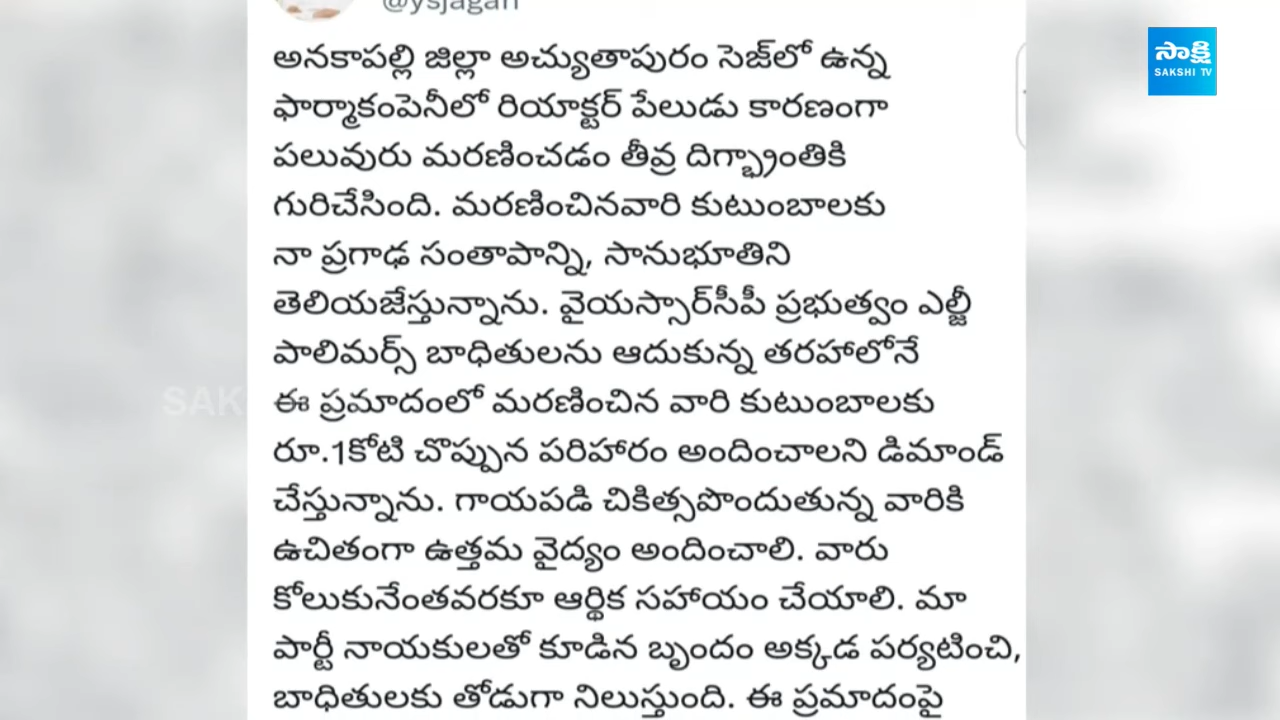 @ysjagan
సాక్షి
SAKSHI TV
అనకాపల్లి జిల్లా అచ్యుతాపురం సెజ్‌లో ఉన్న
ఫార్మాకంపెనీలో రియాక్టర్ పేలుడు కారణంగా
పలువురు మరణించడం తీవ్ర దిగ్భ్రాంతికి
గురిచేసింది. మరణించినవారి కుటుంబాలకు
నా ప్రగాఢ సంతాపాన్ని, సానుభూతిని
తెలియజేస్తున్నాను. వైయస్సార్‌సీపీ ప్రభుత్వం ఎల్జీ
పాలిమర్స్ బాధితులను ఆదుకున్న తరహాలోనే
SAK
ఈ ప్రమాదంలో మరణించిన వారి కుటుంబాలకు
రూ.1కోటి చొప్పున పరిహారం అందించాలని డిమాండ్
చేస్తున్నాను. గాయపడి చికిత్సపొందుతున్న వారికి
ఉచితంగా ఉత్తమ వైద్యం అందించాలి. వారు
కోలుకునేంతవరకూ ఆర్థిక సహాయం చేయాలి. మా
పార్టీ నాయకులతో కూడిన బృందం అక్కడ పర్యటించి,
బాధితులకు తోడుగా నిలుస్తుంది. ఈ ప్రమాదంపై